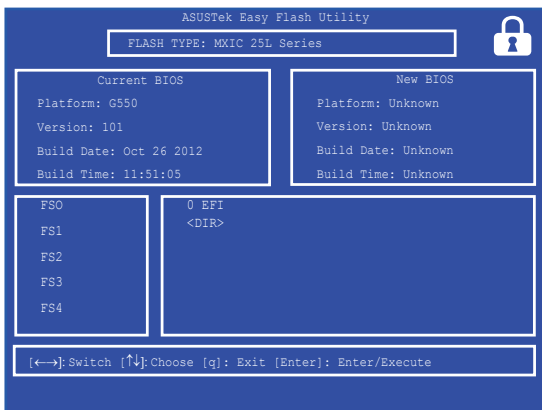 ASUSTek Easy Flash Utility
FLASH TYPE: MXIC 25L Series
Current BIOS
Platform: G550
Version: 101
Build Date: Oct 26 2012
Build Time: 11:51:05
New BIOS
Platform: Unknown
Version: Unknown
Build Date: Unknown
Build Time: Unknown
FSO
FS1
FS2
FS3
FS4
0 EFI
<DIR>
[←→]: Switch [↑↓]: Choose [q]: Exit [Enter]: Enter/Execute